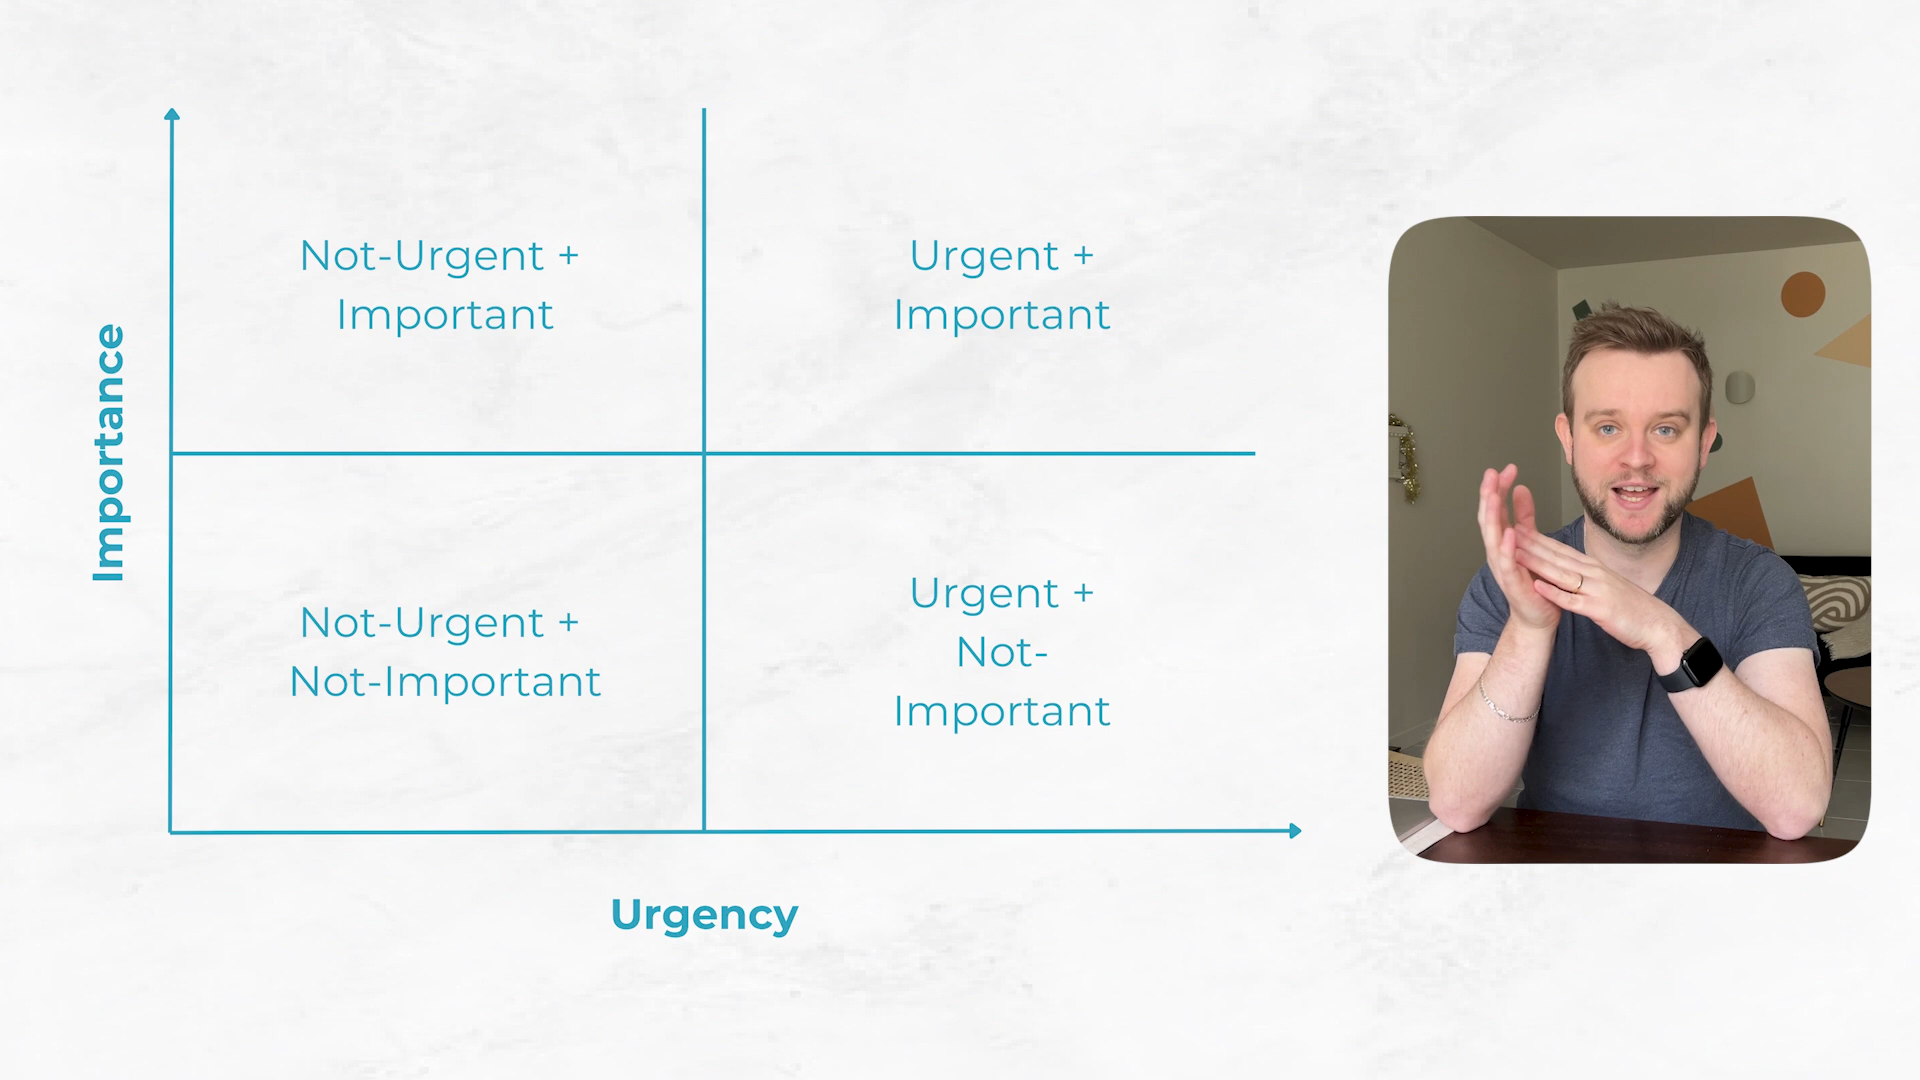 Not-Urgent +
Important
Urgent +
Important
Importance
Not-Urgent +
Not-Important
Urgent +
Not-
Important
Urgency